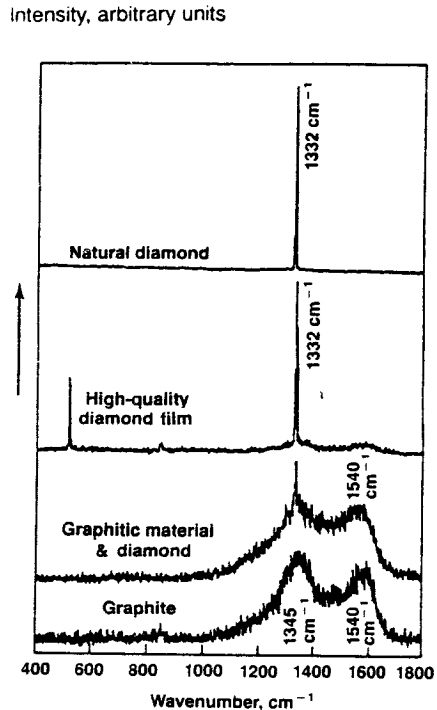 Intensity, arbitrary units
1332 cm⁻¹
Natural diamond
1332 cm⁻¹
High-quality
diamond film
1540
cm⁻¹
Graphitic material
& diamond
Graphite
1345
cm⁻¹
1540
cm⁻¹
400 600 800 1000 1200 1400 1600 1800
Wavenumber, cm⁻¹